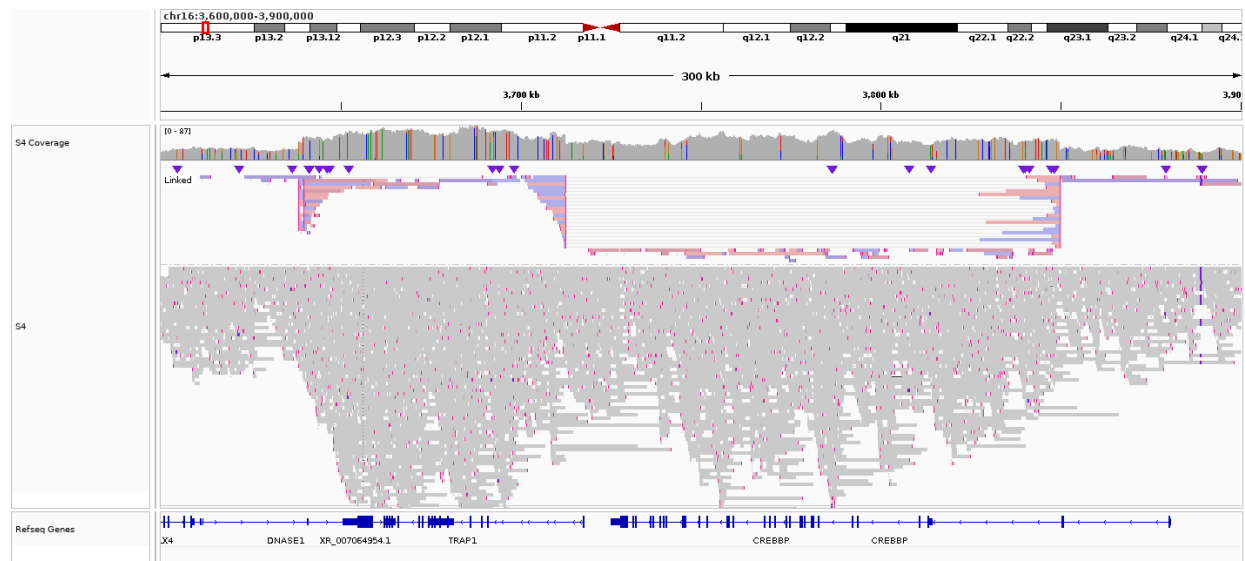 chr16:3,600,000-3,900,000
p13.3 p13.2 p13.12 p12.3 p12.2 p12.1 p11.2 p11.1 q11.2 q12.1 q12.2 q21 q22.1 q22.2 q23.1 q23.2 q24.1 q24.
300 kb
3,700 kb 3,800 kb 3,90
S4 Coverage
[0 - 87]
Linked
S4
Refseq Genes
.X4 DNASE1 XR_007064954.1 TRAP1 CREBBP CREBBP